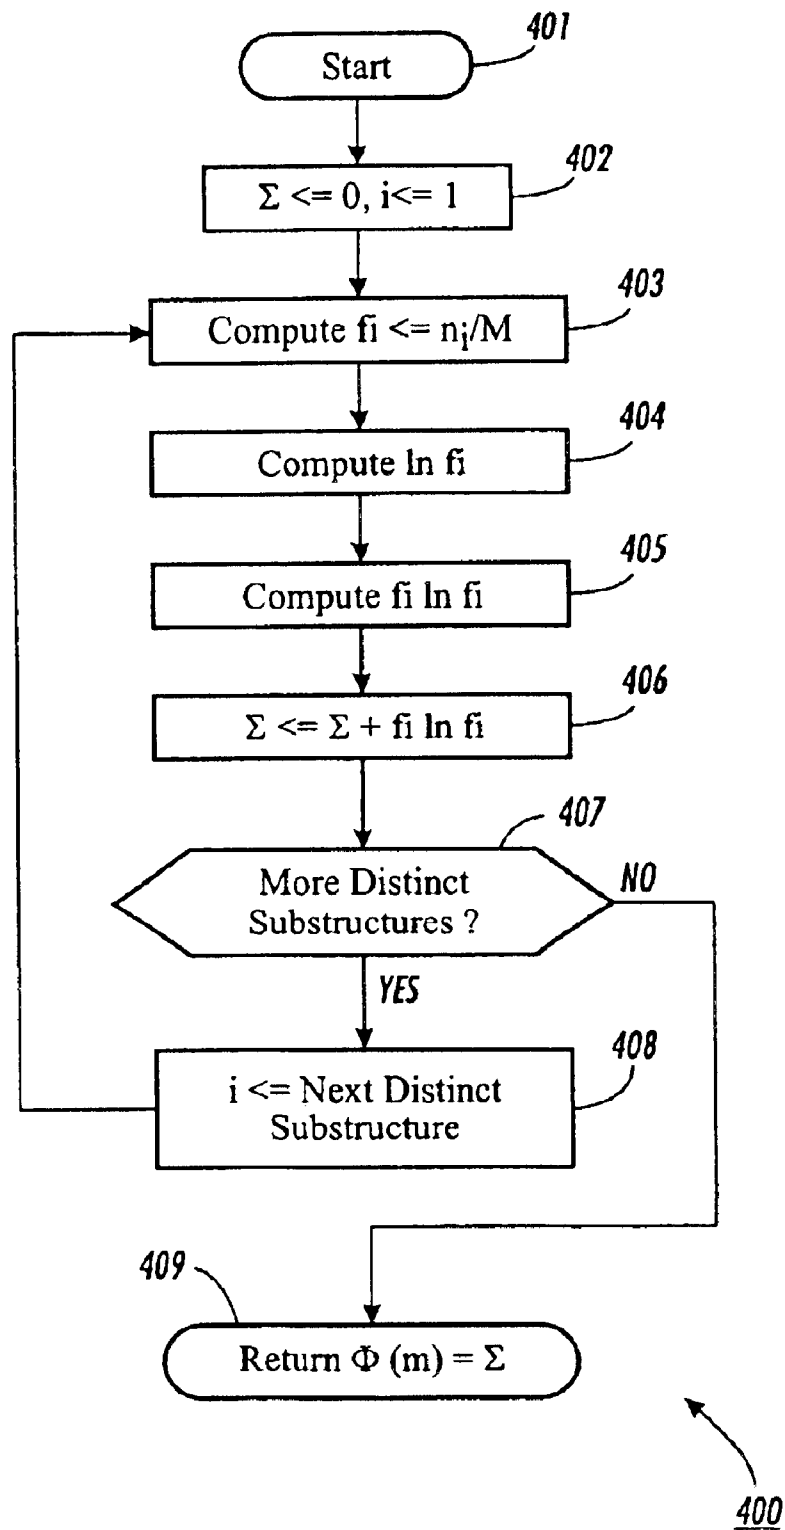 401
Start
402
Σ <= 0, i<= 1
403
Compute fi <= ni/M
404
Compute ln fi
405
Compute fi ln fi
406
Σ <= Σ + fi ln fi
407
More Distinct
Substructures ?
NO
YES
408
i <= Next Distinct
Substructure
409
Return Φ (m) = Σ
400